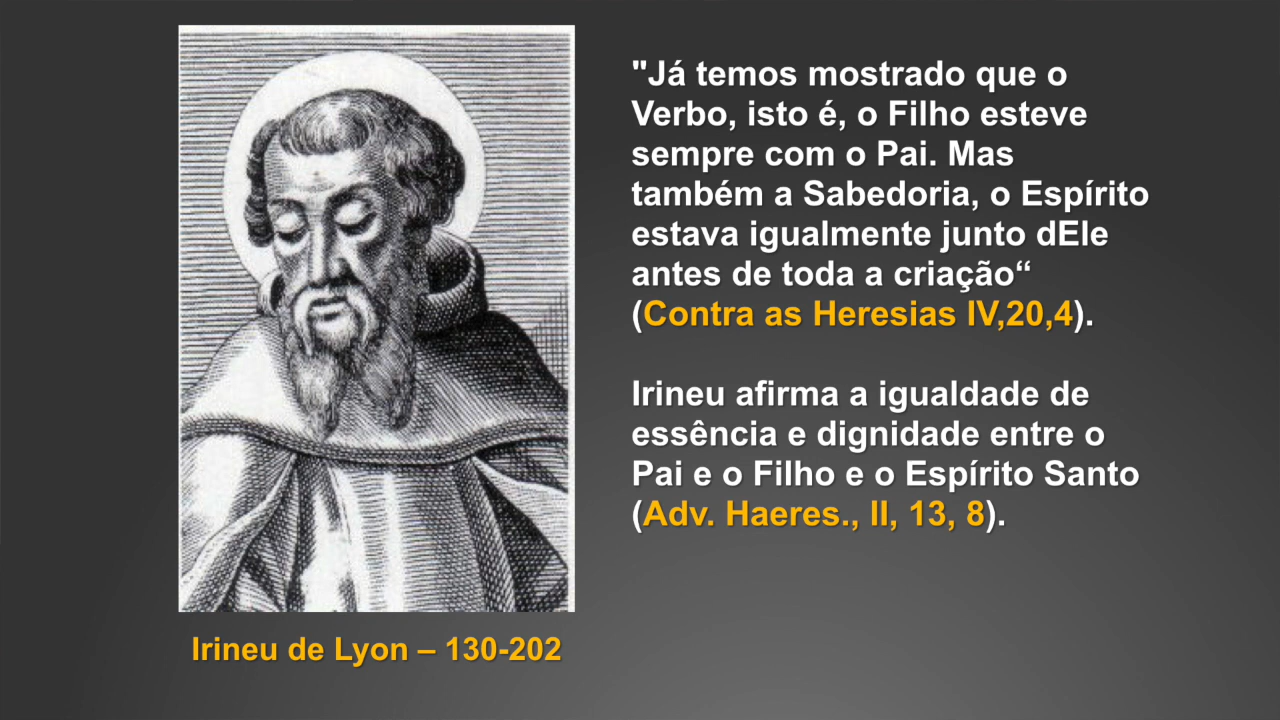 "Já temos mostrado que o
Verbo, isto é, o Filho esteve
sempre com o Pai. Mas
também a Sabedoria, o Espírito
estava igualmente junto dEle
antes de toda a criação“
(Contra as Heresias IV,20,4).
Irineu afirma a igualdade de
essência e dignidade entre o
Pai e o Filho e o Espírito Santo
(Adv. Haeres., II, 13, 8).
Irineu de Lyon – 130-202